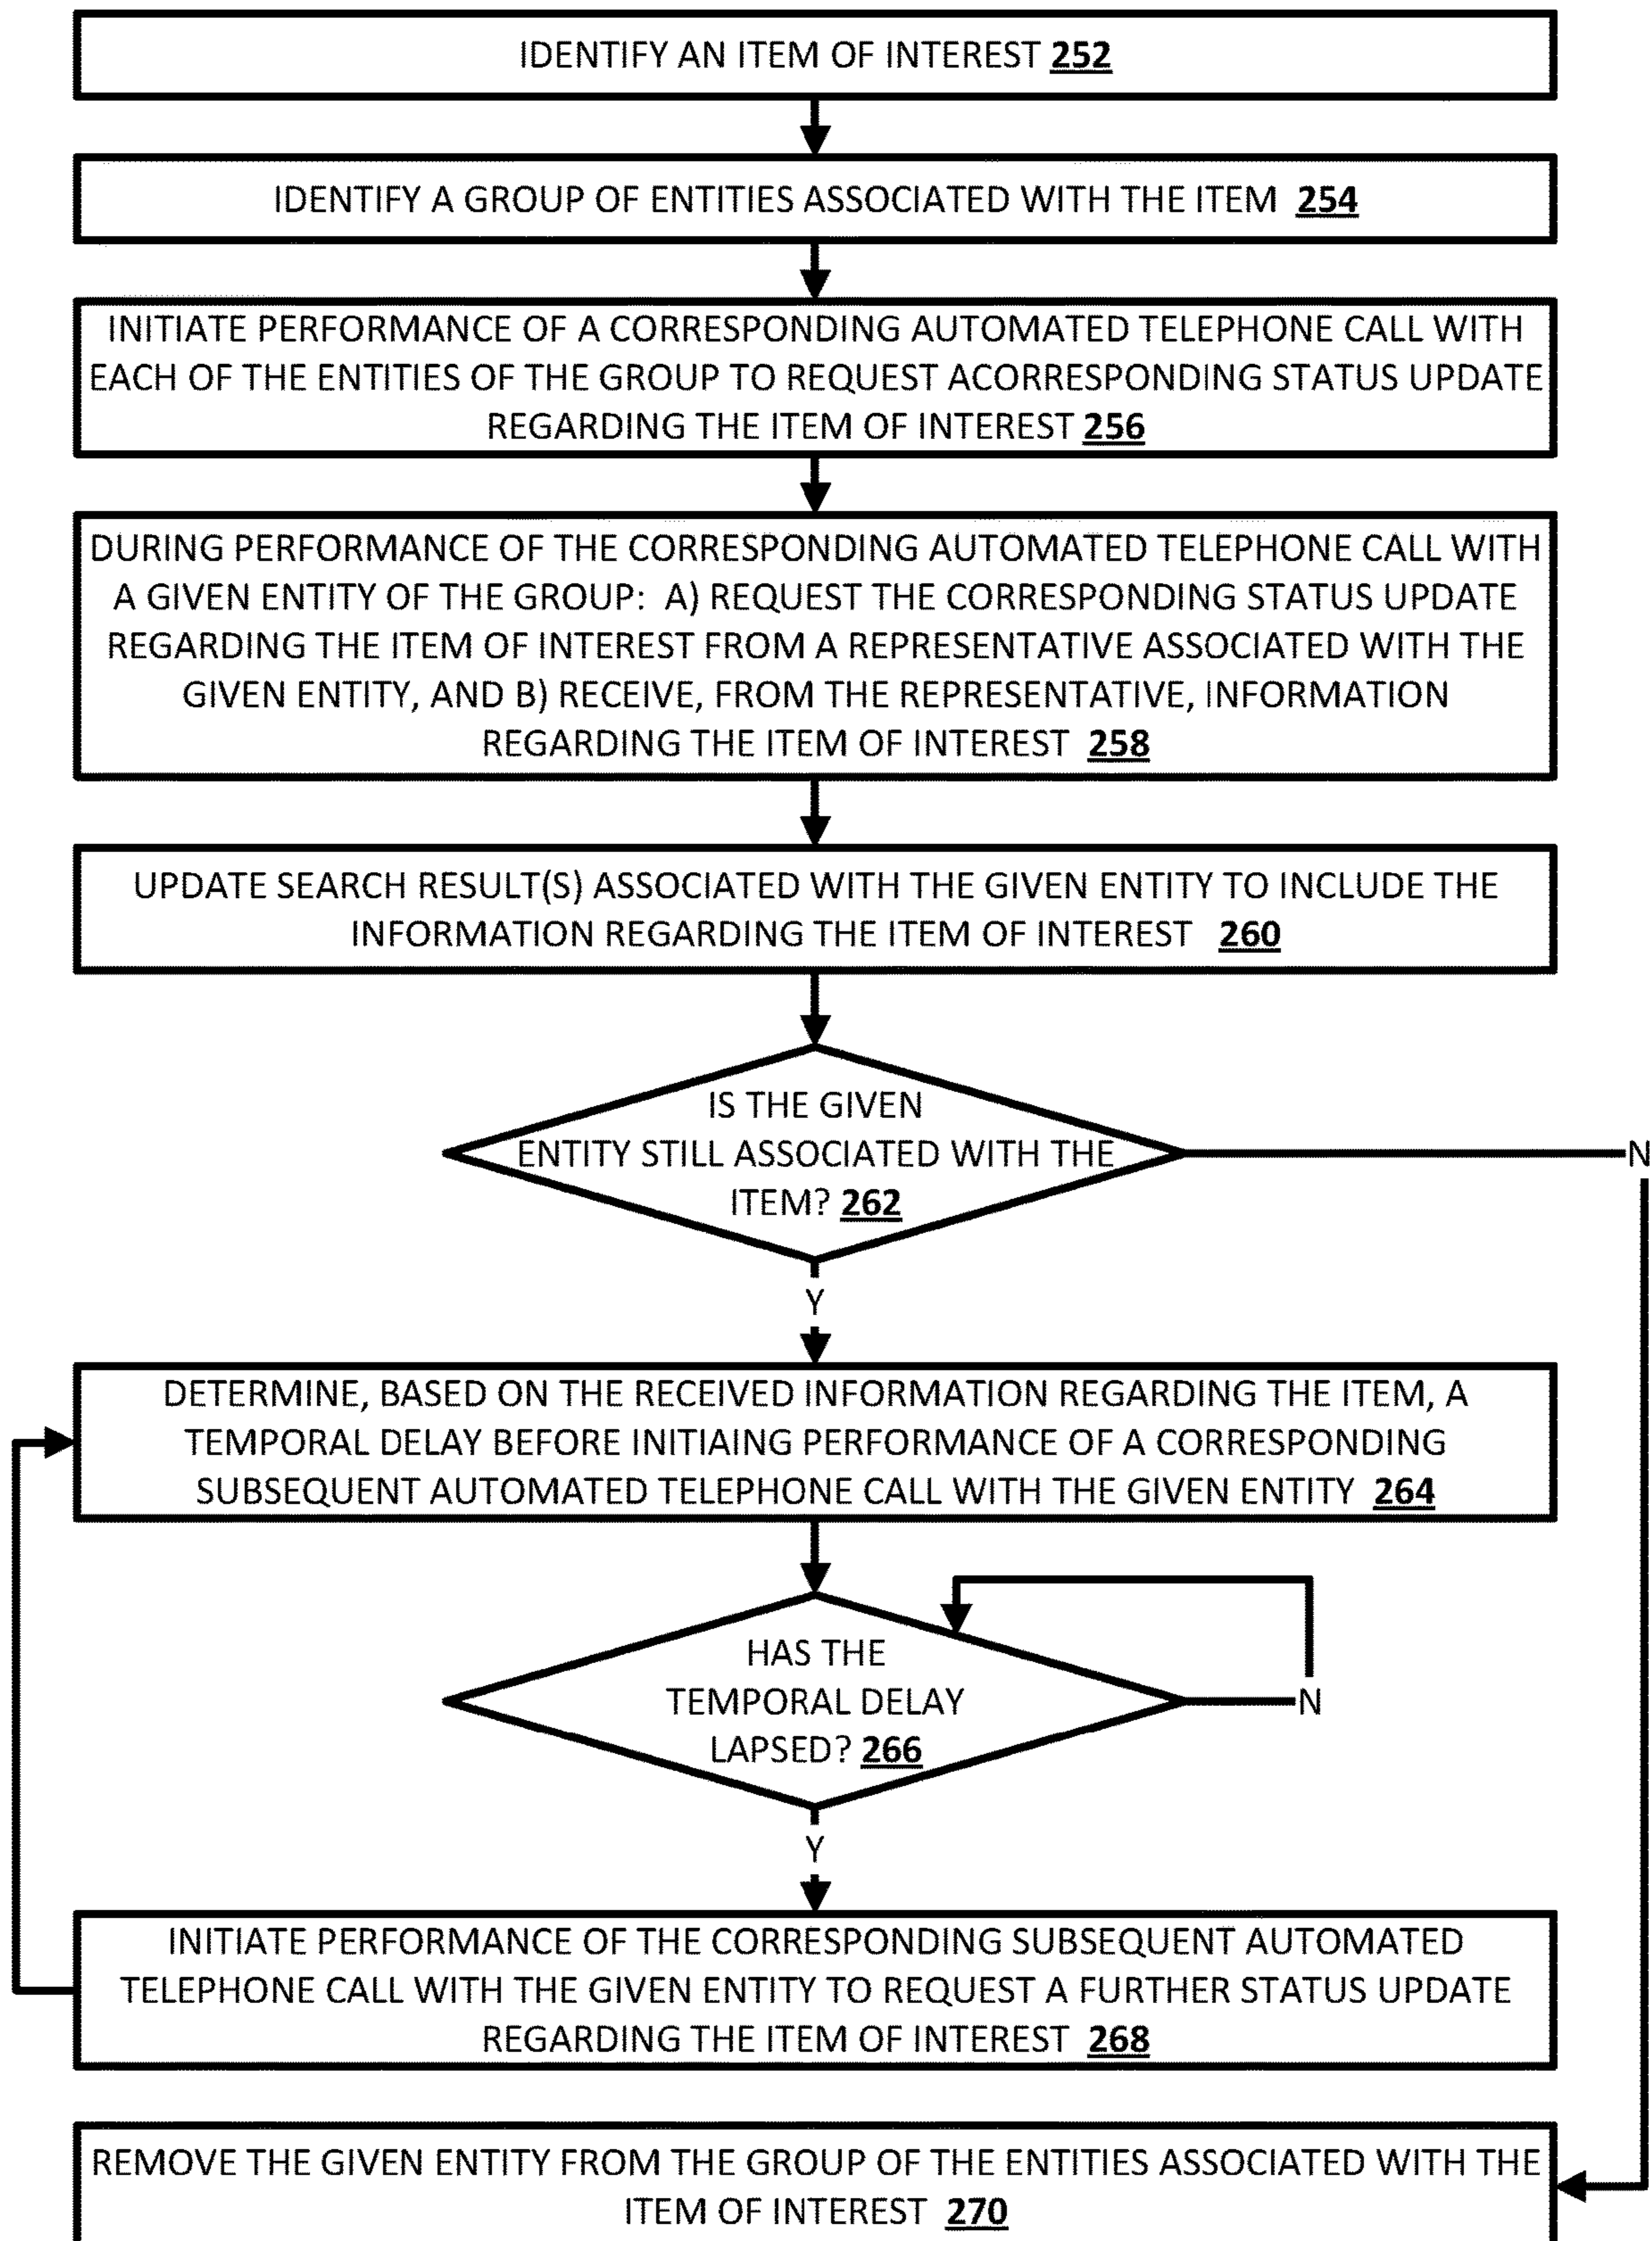 IDENTIFY AN ITEM OF INTEREST 252
IDENTIFY A GROUP OF ENTITIES ASSOCIATED WITH THE ITEM 254
INITIATE PERFORMANCE OF A CORRESPONDING AUTOMATED TELEPHONE CALL WITH
EACH OF THE ENTITIES OF THE GROUP TO REQUEST ACORRESPONDING STATUS UPDATE
REGARDING THE ITEM OF INTEREST 256
DURING PERFORMANCE OF THE CORRESPONDING AUTOMATED TELEPHONE CALL WITH
A GIVEN ENTITY OF THE GROUP: A) REQUEST THE CORRESPONDING STATUS UPDATE
REGARDING THE ITEM OF INTEREST FROM A REPRESENTATIVE ASSOCIATED WITH THE
GIVEN ENTITY, AND B) RECEIVE, FROM THE REPRESENTATIVE, INFORMATION
REGARDING THE ITEM OF INTEREST 258
UPDATE SEARCH RESULT(S) ASSOCIATED WITH THE GIVEN ENTITY TO INCLUDE THE
INFORMATION REGARDING THE ITEM OF INTEREST 260
IS THE GIVEN
ENTITY STILL ASSOCIATED WITH THE
ITEM? 262
N
Y
DETERMINE, BASED ON THE RECEIVED INFORMATION REGARDING THE ITEM, A
TEMPORAL DELAY BEFORE INITIAING PERFORMANCE OF A CORRESPONDING
SUBSEQUENT AUTOMATED TELEPHONE CALL WITH THE GIVEN ENTITY 264
HAS THE
TEMPORAL DELAY
LAPSED? 266
N
Y
INITIATE PERFORMANCE OF THE CORRESPONDING SUBSEQUENT AUTOMATED
TELEPHONE CALL WITH THE GIVEN ENTITY TO REQUEST A FURTHER STATUS UPDATE
REGARDING THE ITEM OF INTEREST 268
REMOVE THE GIVEN ENTITY FROM THE GROUP OF THE ENTITIES ASSOCIATED WITH THE
ITEM OF INTEREST 270